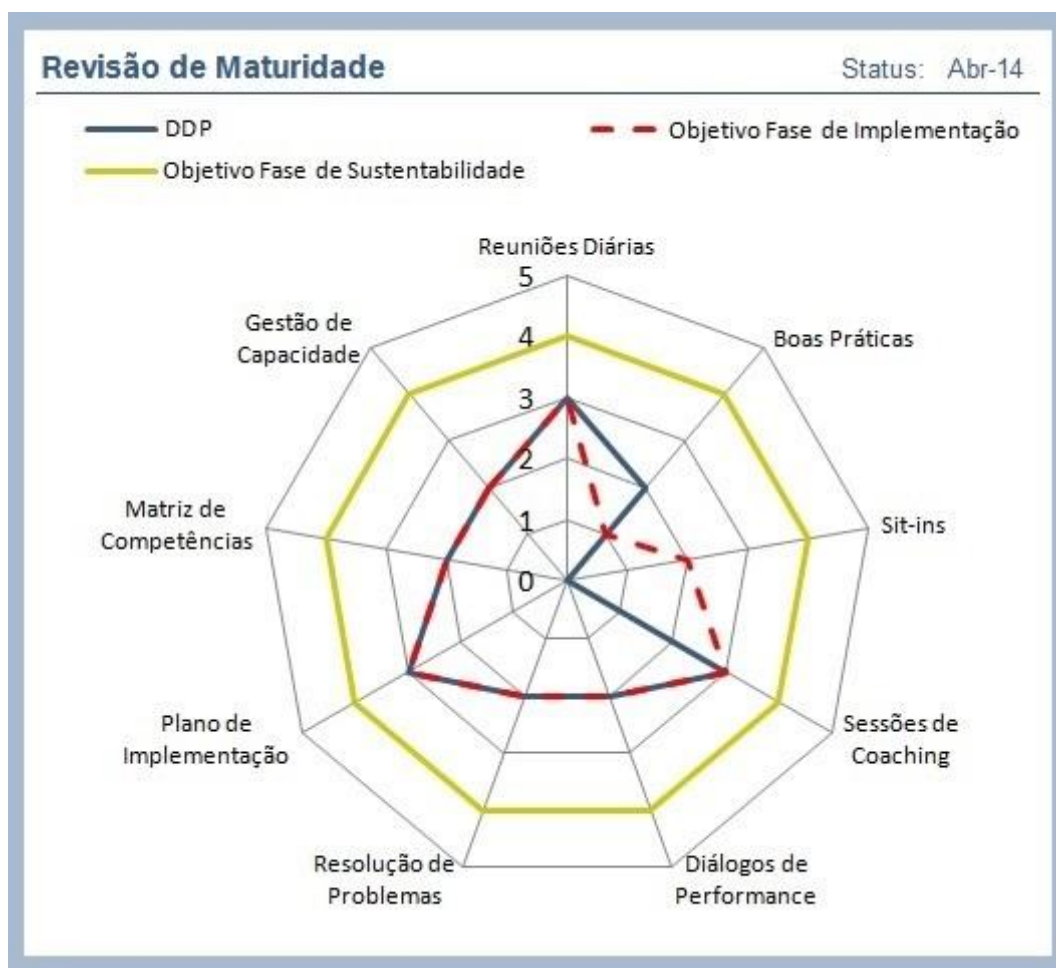 Revisão de Maturidade
Status: Abr-14
DDP
Objetivo Fase de Implementação
Objetivo Fase de Sustentabilidade
Reuniões Diárias
5
4
3
2
1
0
Boas Práticas
Sit-ins
Sessões de
Coaching
Diálogos de
Performance
Resolução de
Problemas
Plano de
Implementação
Matriz de
Competências
Gestão de
Capacidade